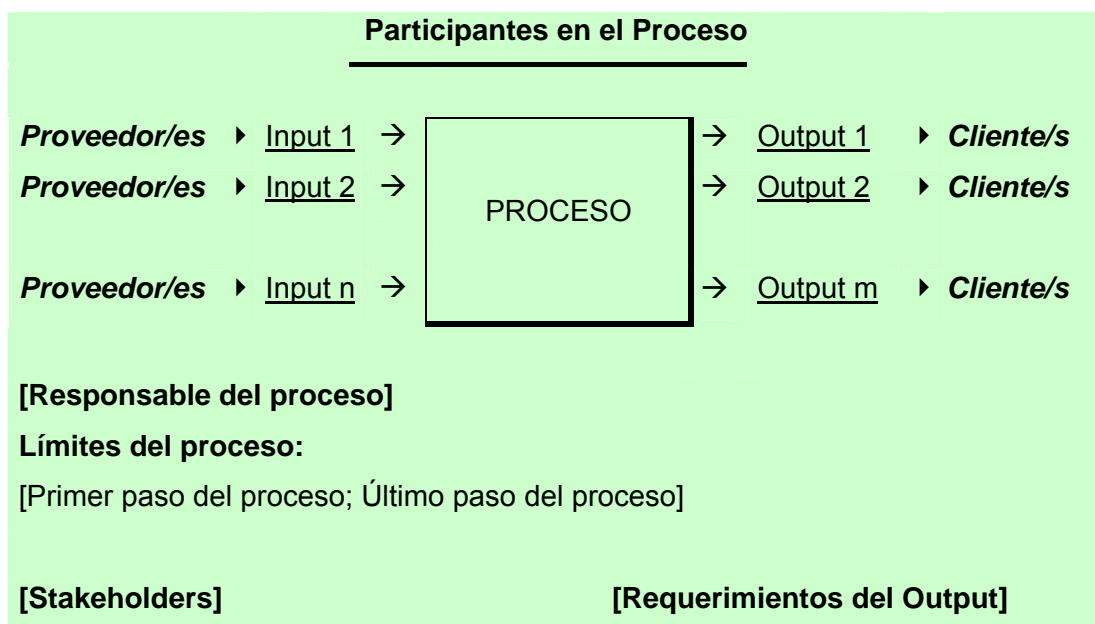 Participantes en el Proceso
Proveedor/es ▸ Input 1 → → Output 1 ▸ Cliente/s
Proveedor/es ▸ Input 2 → → Output 2 ▸ Cliente/s
PROCESO
Proveedor/es ▸ Input n → → Output m ▸ Cliente/s
[Responsable del proceso]
Límites del proceso:
[Primer paso del proceso; Último paso del proceso]
[Stakeholders] [Requerimientos del Output]